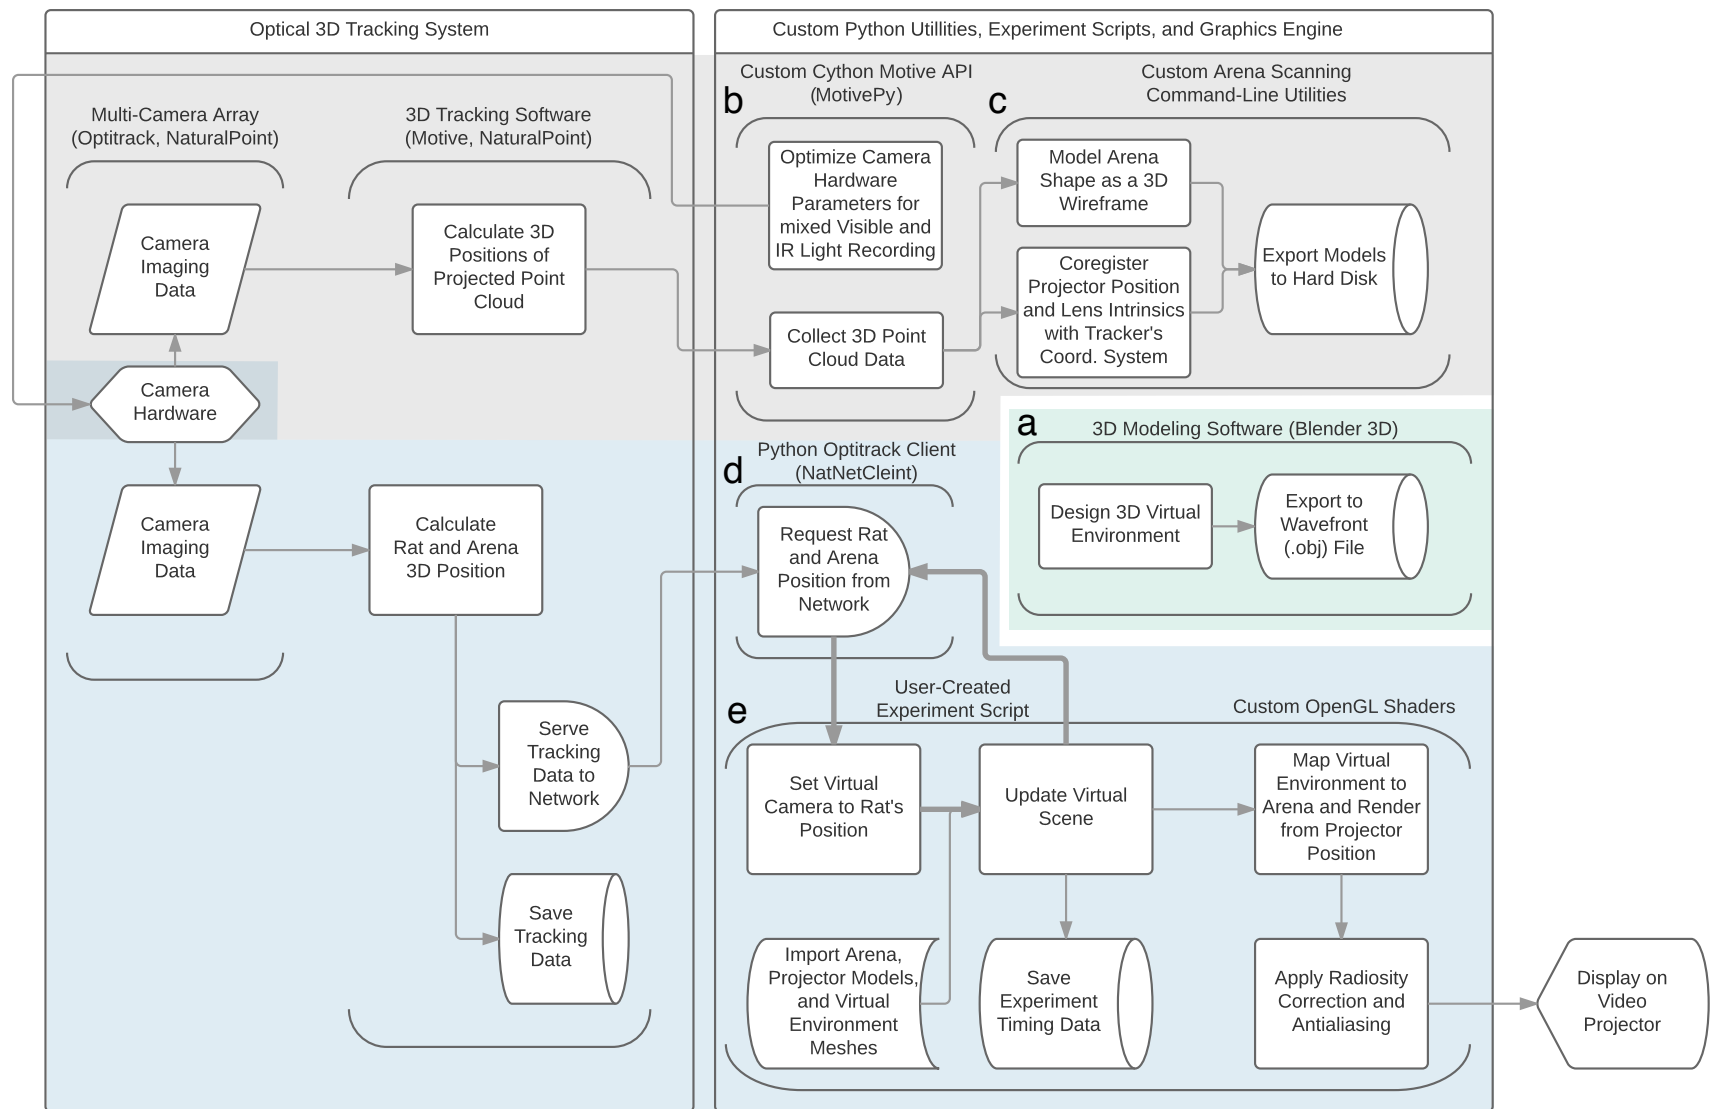 Optical 3D Tracking System
Custom Python Utillities, Experiment Scripts, and Graphics Engine
Multi-Camera Array
(Optitrack, NaturalPoint)
3D Tracking Software
(Motive, NaturalPoint)
Camera
Imaging
Data
Calculate 3D
Positions of
Projected Point
Cloud
Camera
Hardware
Camera
Imaging
Data
Calculate
Rat and Arena
3D Position
Serve
Tracking
Data to
Network
Save
Tracking
Data
b
Custom Cython Motive API
(MotivePy)
Optimize Camera
Hardware
Parameters for
mixed Visible and
IR Light Recording
Collect 3D Point
Cloud Data
c
Custom Arena Scanning
Command-Line Utilities
Model Arena
Shape as a 3D
Wireframe
Coregister
Projector Position
and Lens Intrinsics
with Tracker's
Coord. System
Export Models
to Hard Disk
a
3D Modeling Software (Blender 3D)
Design 3D Virtual
Environment
Export to
Wavefront
(.obj) File
d
Python Optitrack Client
(NatNetCleint)
Request Rat
and Arena
Position from
Network
e
User-Created
Experiment Script
Custom OpenGL Shaders
Set Virtual
Camera to Rat's
Position
Update Virtual
Scene
Map Virtual
Environment to
Arena and Render
from Projector
Position
Import Arena,
Projector Models,
and Virtual
Environment
Meshes
Save
Experiment
Timing Data
Apply Radiosity
Correction and
Antialiasing
Display on
Video
Projector